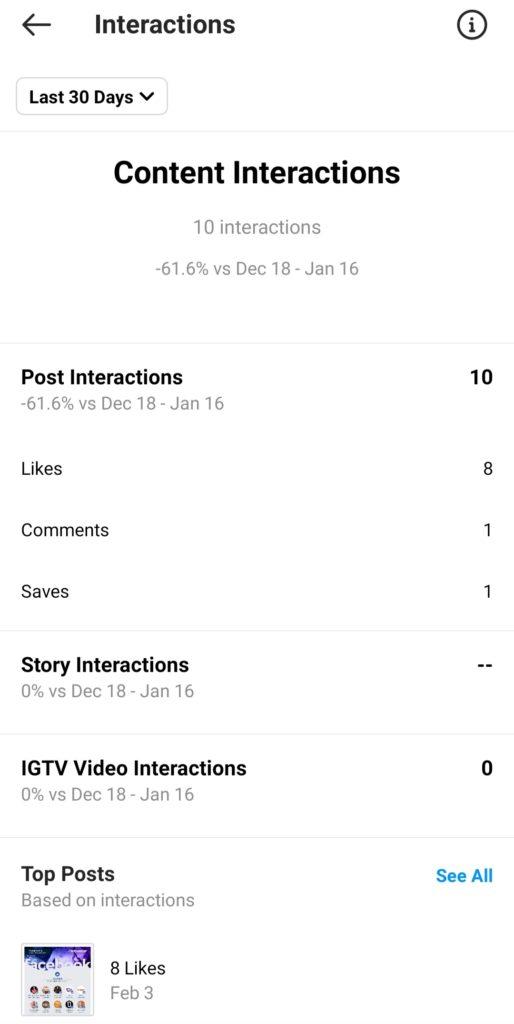 Interactions
Last 30 Days
Content Interactions
10 interactions
-61.6% vs Dec 18 - Jan 16
Post Interactions 10
-61.6% vs Dec 18 - Jan 16
Likes 8
Comments 1
Saves 1
Story Interactions --
0% vs Dec 18 - Jan 16
IGTV Video Interactions 0
0% vs Dec 18 - Jan 16
Top Posts See All
Based on interactions
facebook
8 Likes
Feb 3